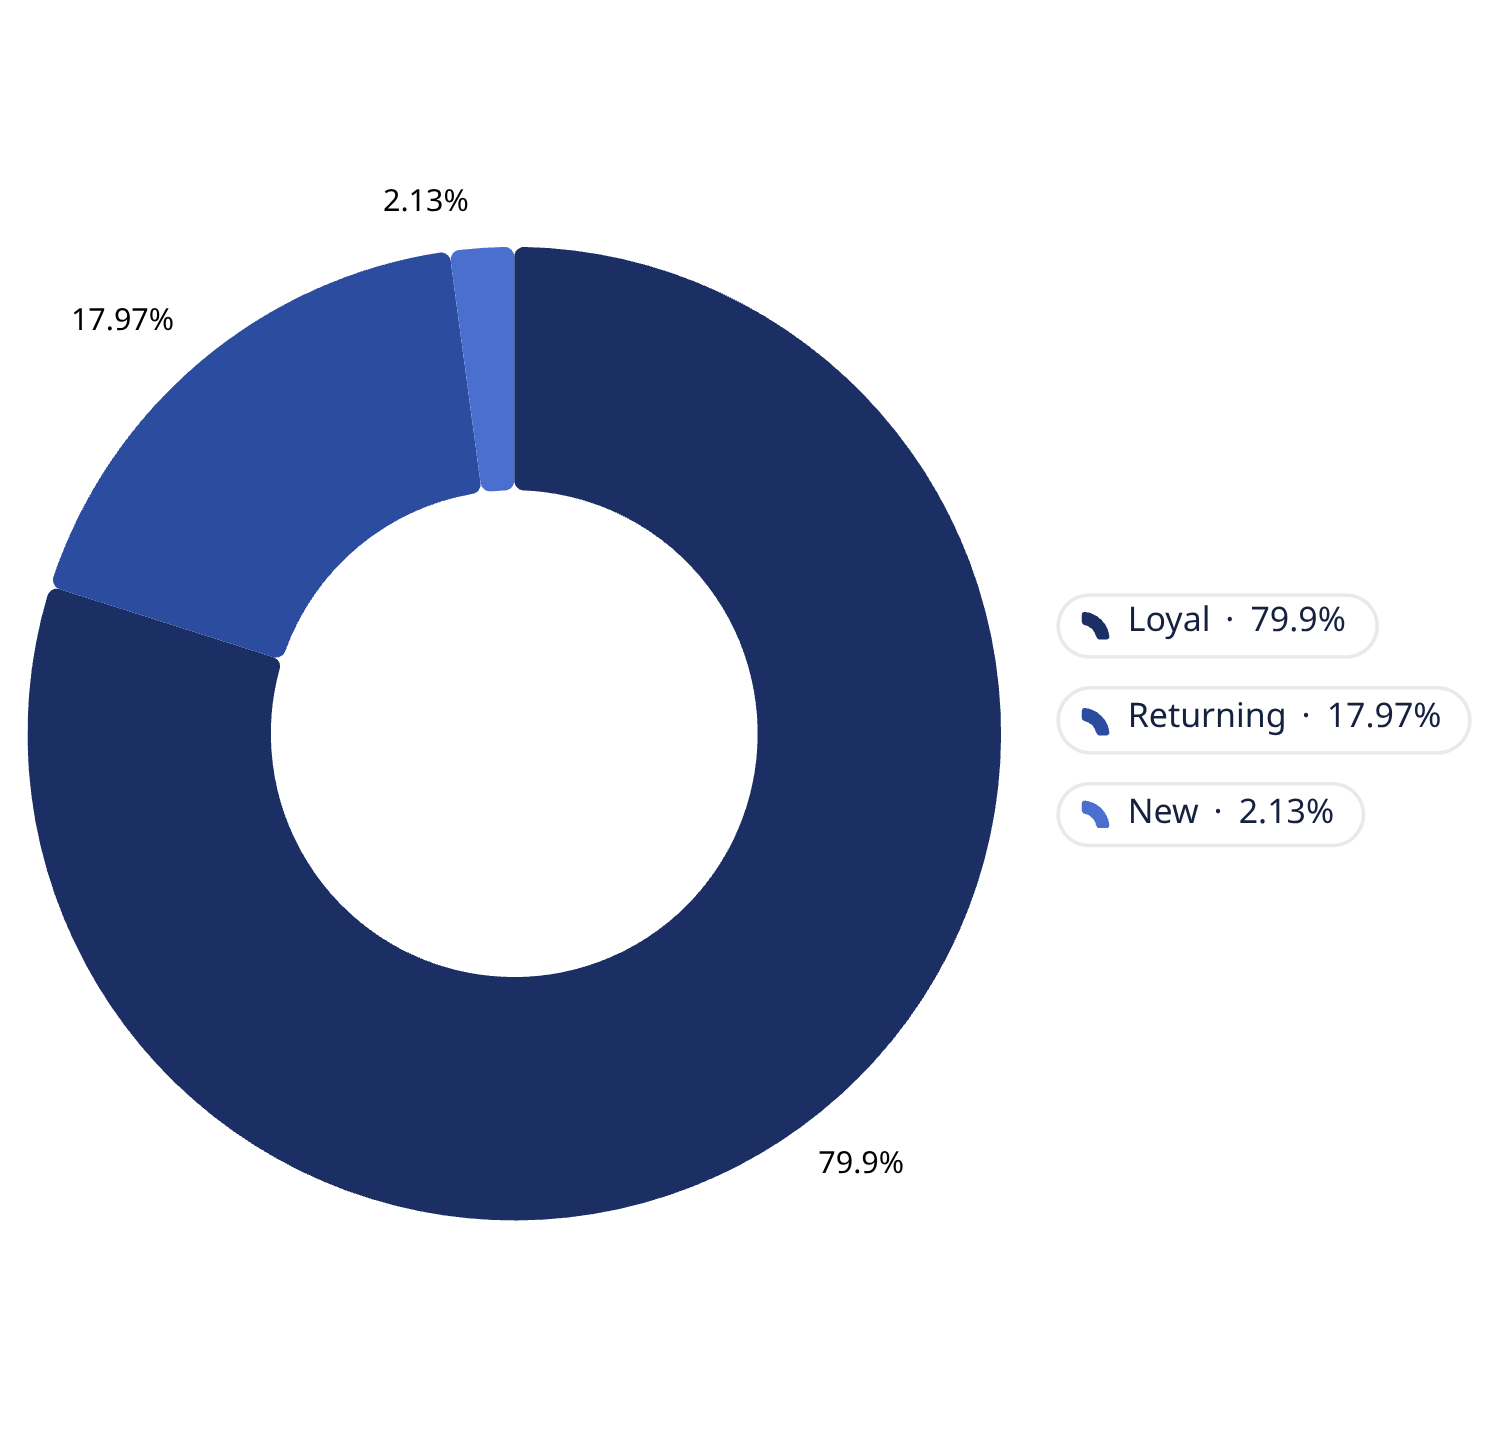 2.13%
17.97%
Loyal · 79.9%
Returning · 17.97%
New · 2.13%
79.9%